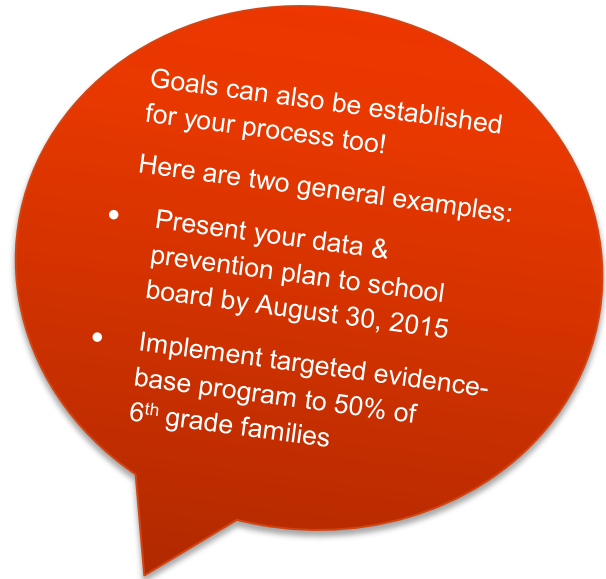 Goals can also be established
for your process too!
Here are two general examples:
• Present your data &
prevention plan to school
board by August 30, 2015
• Implement targeted evidence-
base program to 50% of
6th grade families